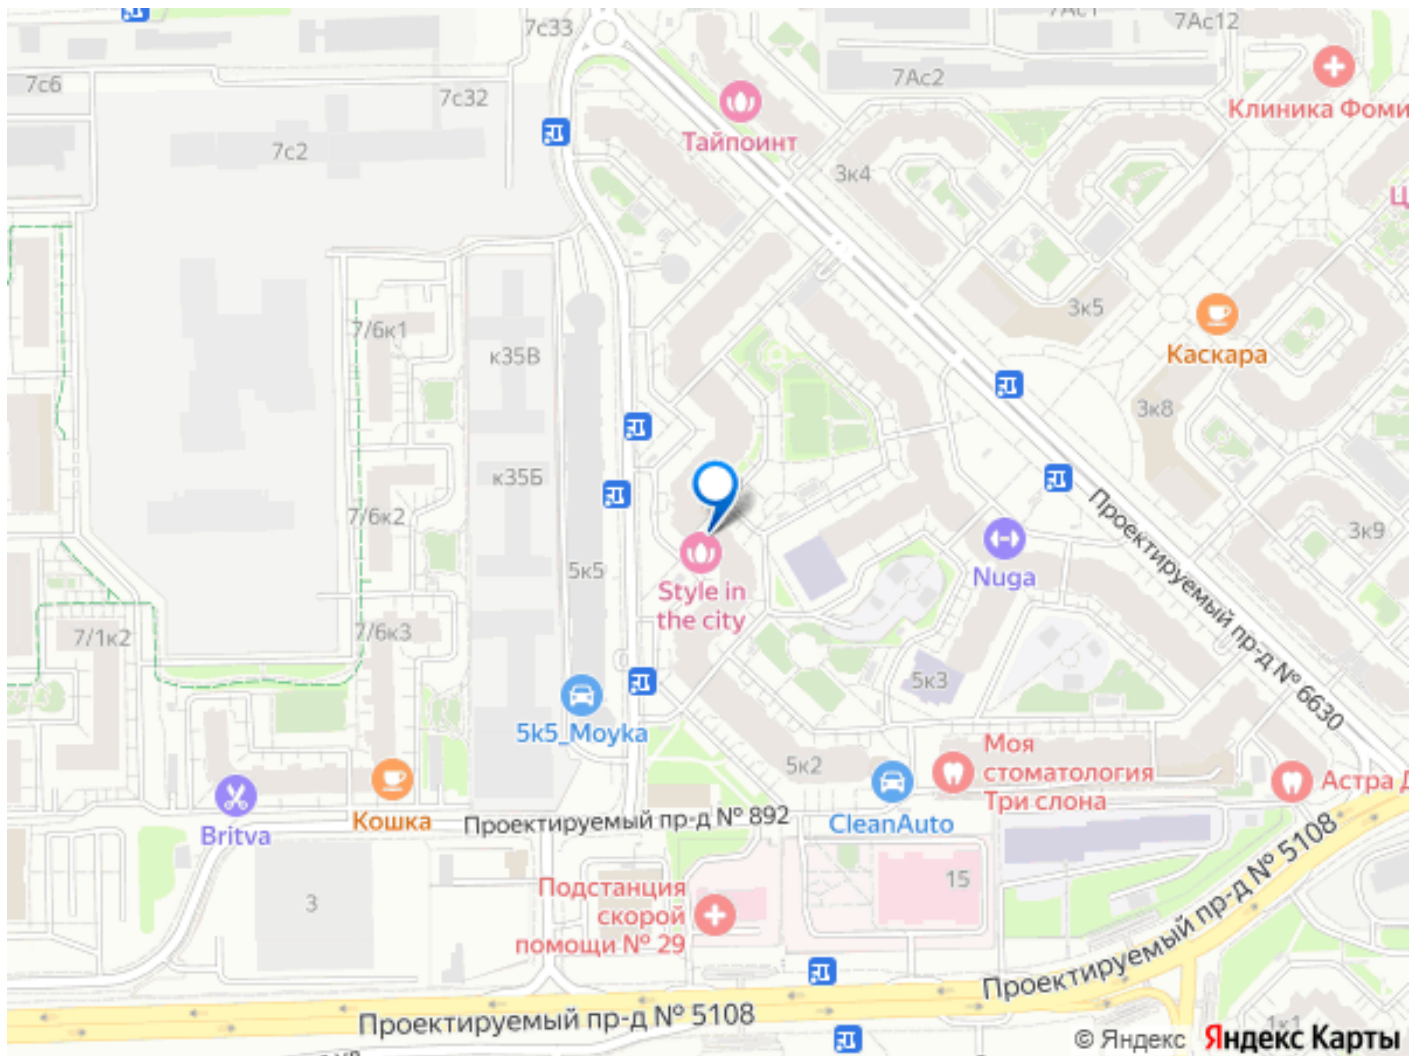 7с33
7Ас1
7Ас12
7с6
7с32
7Ас2
Клиника Фоми
Тайпоинт
7с2
3к4
Ц
3к5
7/6к1
к35В
Каскара
3к8
к35Б
7/6к2
3к9
5к5
Nuga
Style in
the city
Проектируемый пр-д № 6630
7/1к2
7/6к3
5к3
5k5_Moyka
Моя
стоматология
Три слона
5к2
Астра Д
Кошка
Проектируемый пр-д № 892
CleanAuto
Britva
Проектируемый пр-д № 5108
15
3
Подстанция
скорой
помощи № 29
Проектируемый пр-д № 5108
1к1
© Яндекс Яндекс Карты